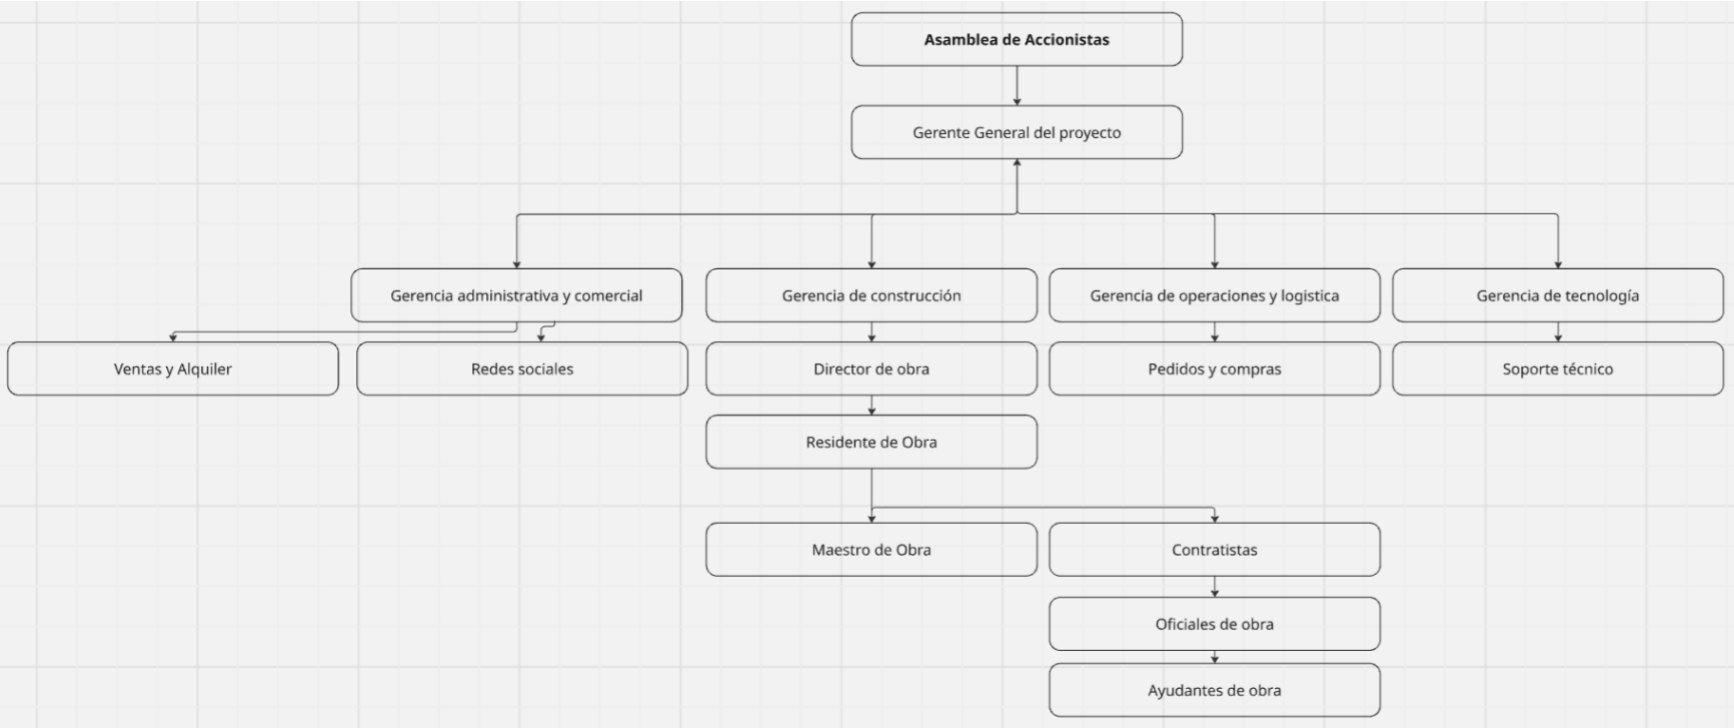 Asamblea de Accionistas
Gerente General del proyecto
Gerencia administrativa y comercial
Gerencia de construcción
Gerencia de operaciones y logistica
Gerencia de tecnología
Ventas y Alquiler
Redes sociales
Director de obra
Pedidos y compras
Soporte técnico
Residente de Obra
Maestro de Obra
Contratistas
Oficiales de obra
Ayudantes de obra